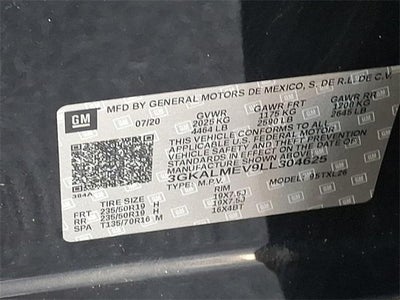 GM
MFD BY GENERAL MOTORS DE MEXICO, S. DE R.L. DE C.V.
07/20 GVWR GAWR FRT GAWR RR
2025 KG 1175 KG 1200 KG
4464 LB 2590 LB 2645 LB
THIS VEHICLE CONFORMS TO ALL
APPLICABLE U.S. FEDERAL MOTOR
VEHICLE SAFETY AND THEFT PREVENTION
STANDARDS IN EFFECT ON THE DATE OF
MANUFACTURE SHOWN ABOVE.
3GKALMEV9LL304625
TYPE: M.P.V. MODEL:
TIRE SIZE RIM
FRT 235/50R19 H 19X7.5J
RR 235/50R19 H 19X7.5J
SPA T135/70R16 M 16X4BT